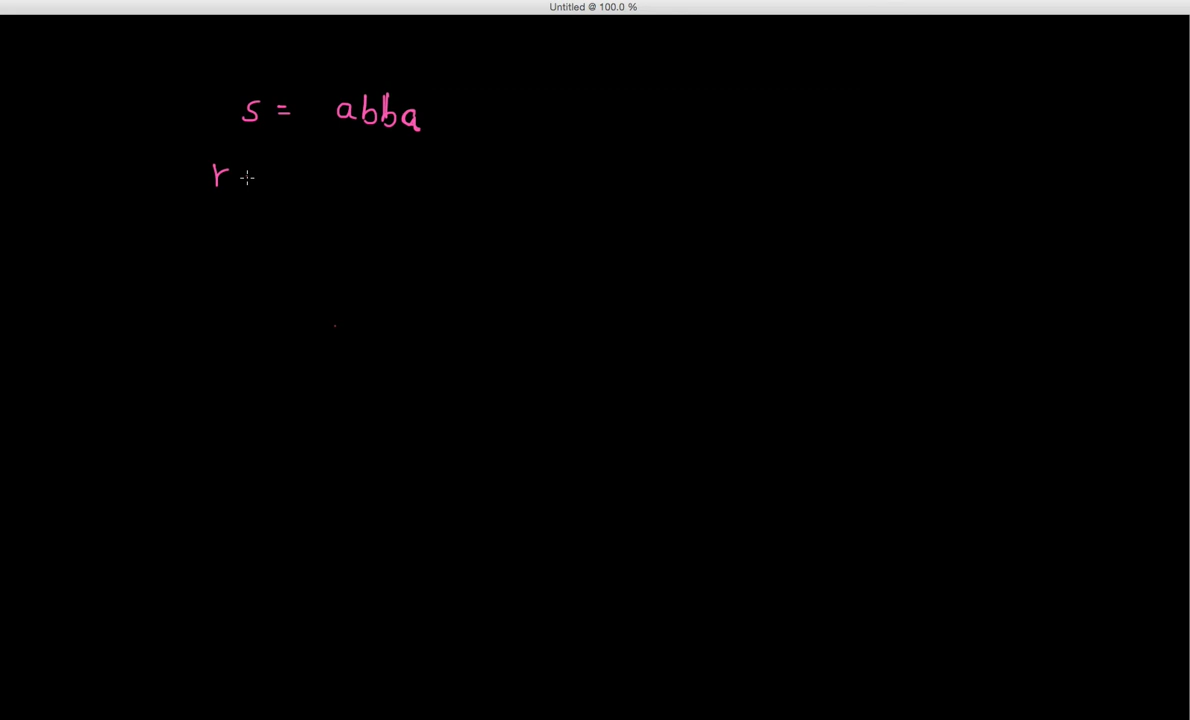 Untitled @ 100.0 %
s = abba
r